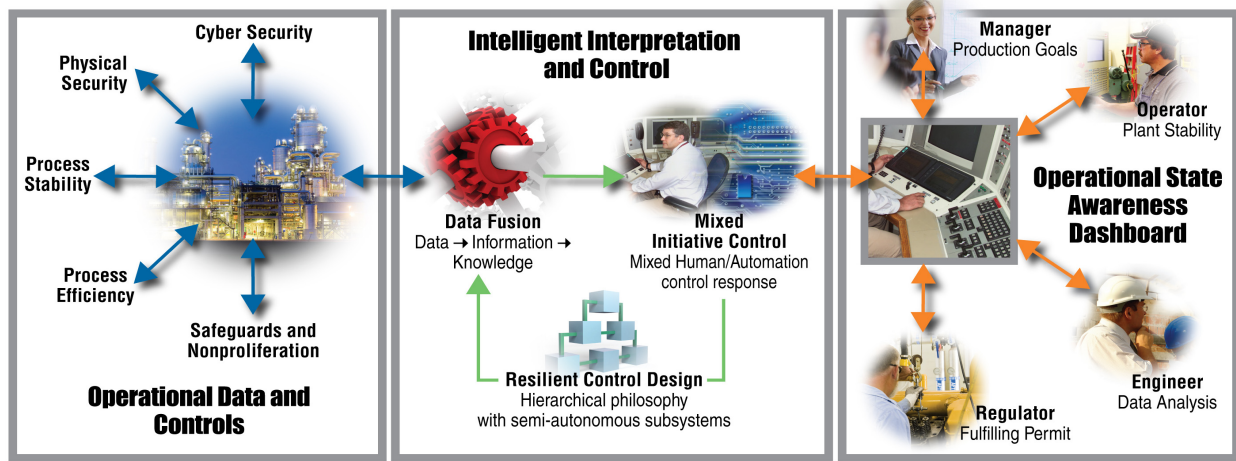 Cyber Security
Physical
Security
Process
Stability
Process
Efficiency
Safeguards and
Nonproliferation
Operational Data and
Controls
Intelligent Interpretation
and Control
Data Fusion
Data → Information →
Knowledge
Mixed
Initiative Control
Mixed Human/Automation
control response
Resilient Control Design
Hierarchical philosophy
with semi-autonomous subsystems
Manager
Production Goals
Operator
Plant Stability
Operational State
Awareness
Dashboard
Engineer
Data Analysis
Regulator
Fulfilling Permit